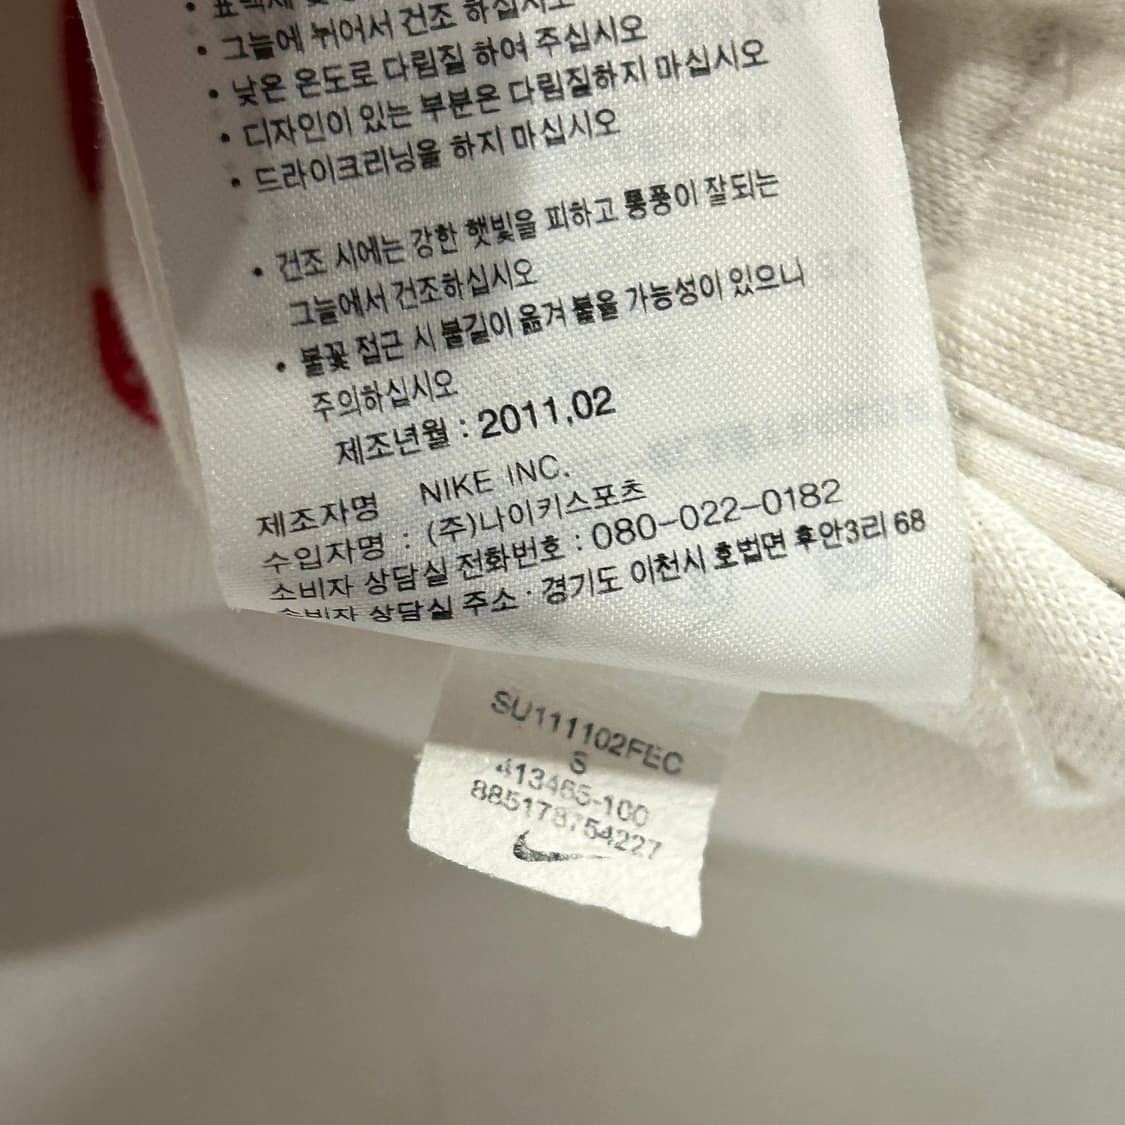 • 그늘에 뉘어서 건조 하십시오
• 낮은 온도로 다림질 하여 주십시오
• 디자인이 있는 부분은 다림질하지 마십시오
• 드라이크리닝을 하지 마십시오
• 건조 시에는 강한 햇빛을 피하고 통풍이 잘되는
그늘에서 건조하십시오
• 불꽃 접근 시 불길이 옮겨 붙을 가능성이 있으니
주의하십시오
제조년월 : 2011.02
제조자명 NIKE INC.
수입자명 : (주)나이키스포츠
소비자 상담실 전화번호 : 080-022-0182
소비자 상담실 주소 : 경기도 이천시 호법면 후안3리 68
SU111102FEC
S
413465-100
885178754227